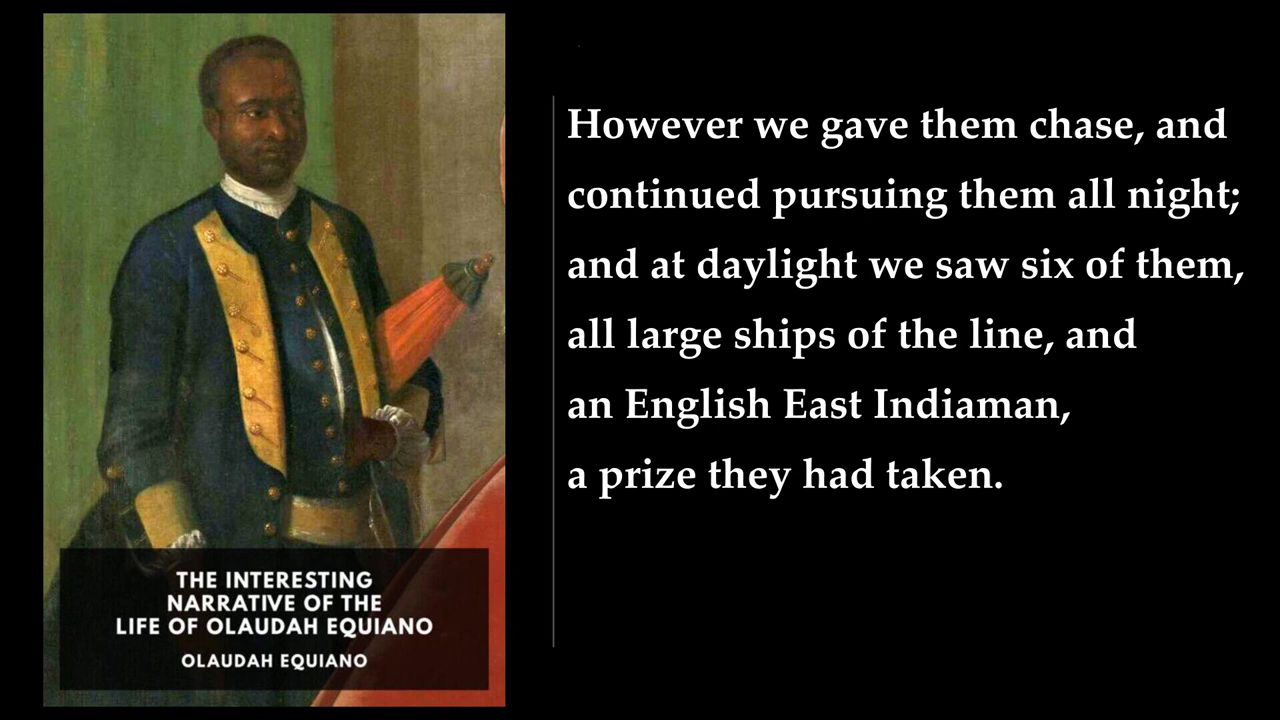 However we gave them chase, and
continued pursuing them all night;
and at daylight we saw six of them,
all large ships of the line, and
an English East Indiaman,
a prize they had taken.
THE INTERESTING
NARRATIVE OF THE
LIFE OF OLAUDAH EQUIANO
OLAUDAH EQUIANO